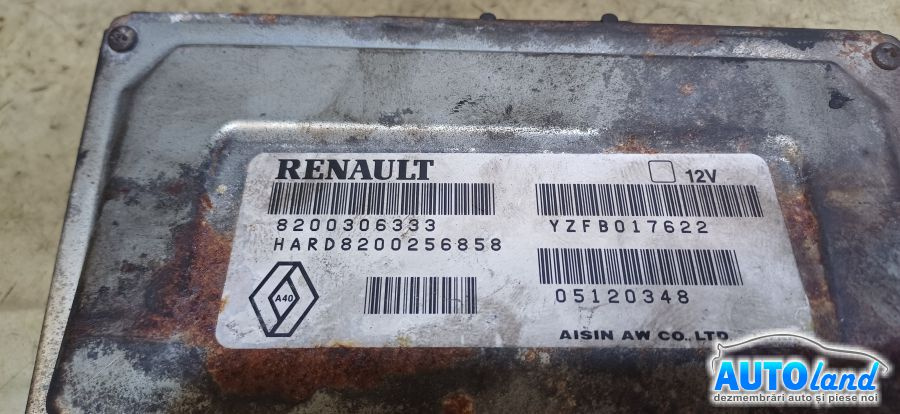 RENAULT
12V
8200306333
YZFB017622
HARD8200256858
05120348
A40
AISIN AW CO., LTD
AUTOland
dezmembrări auto și piese noi